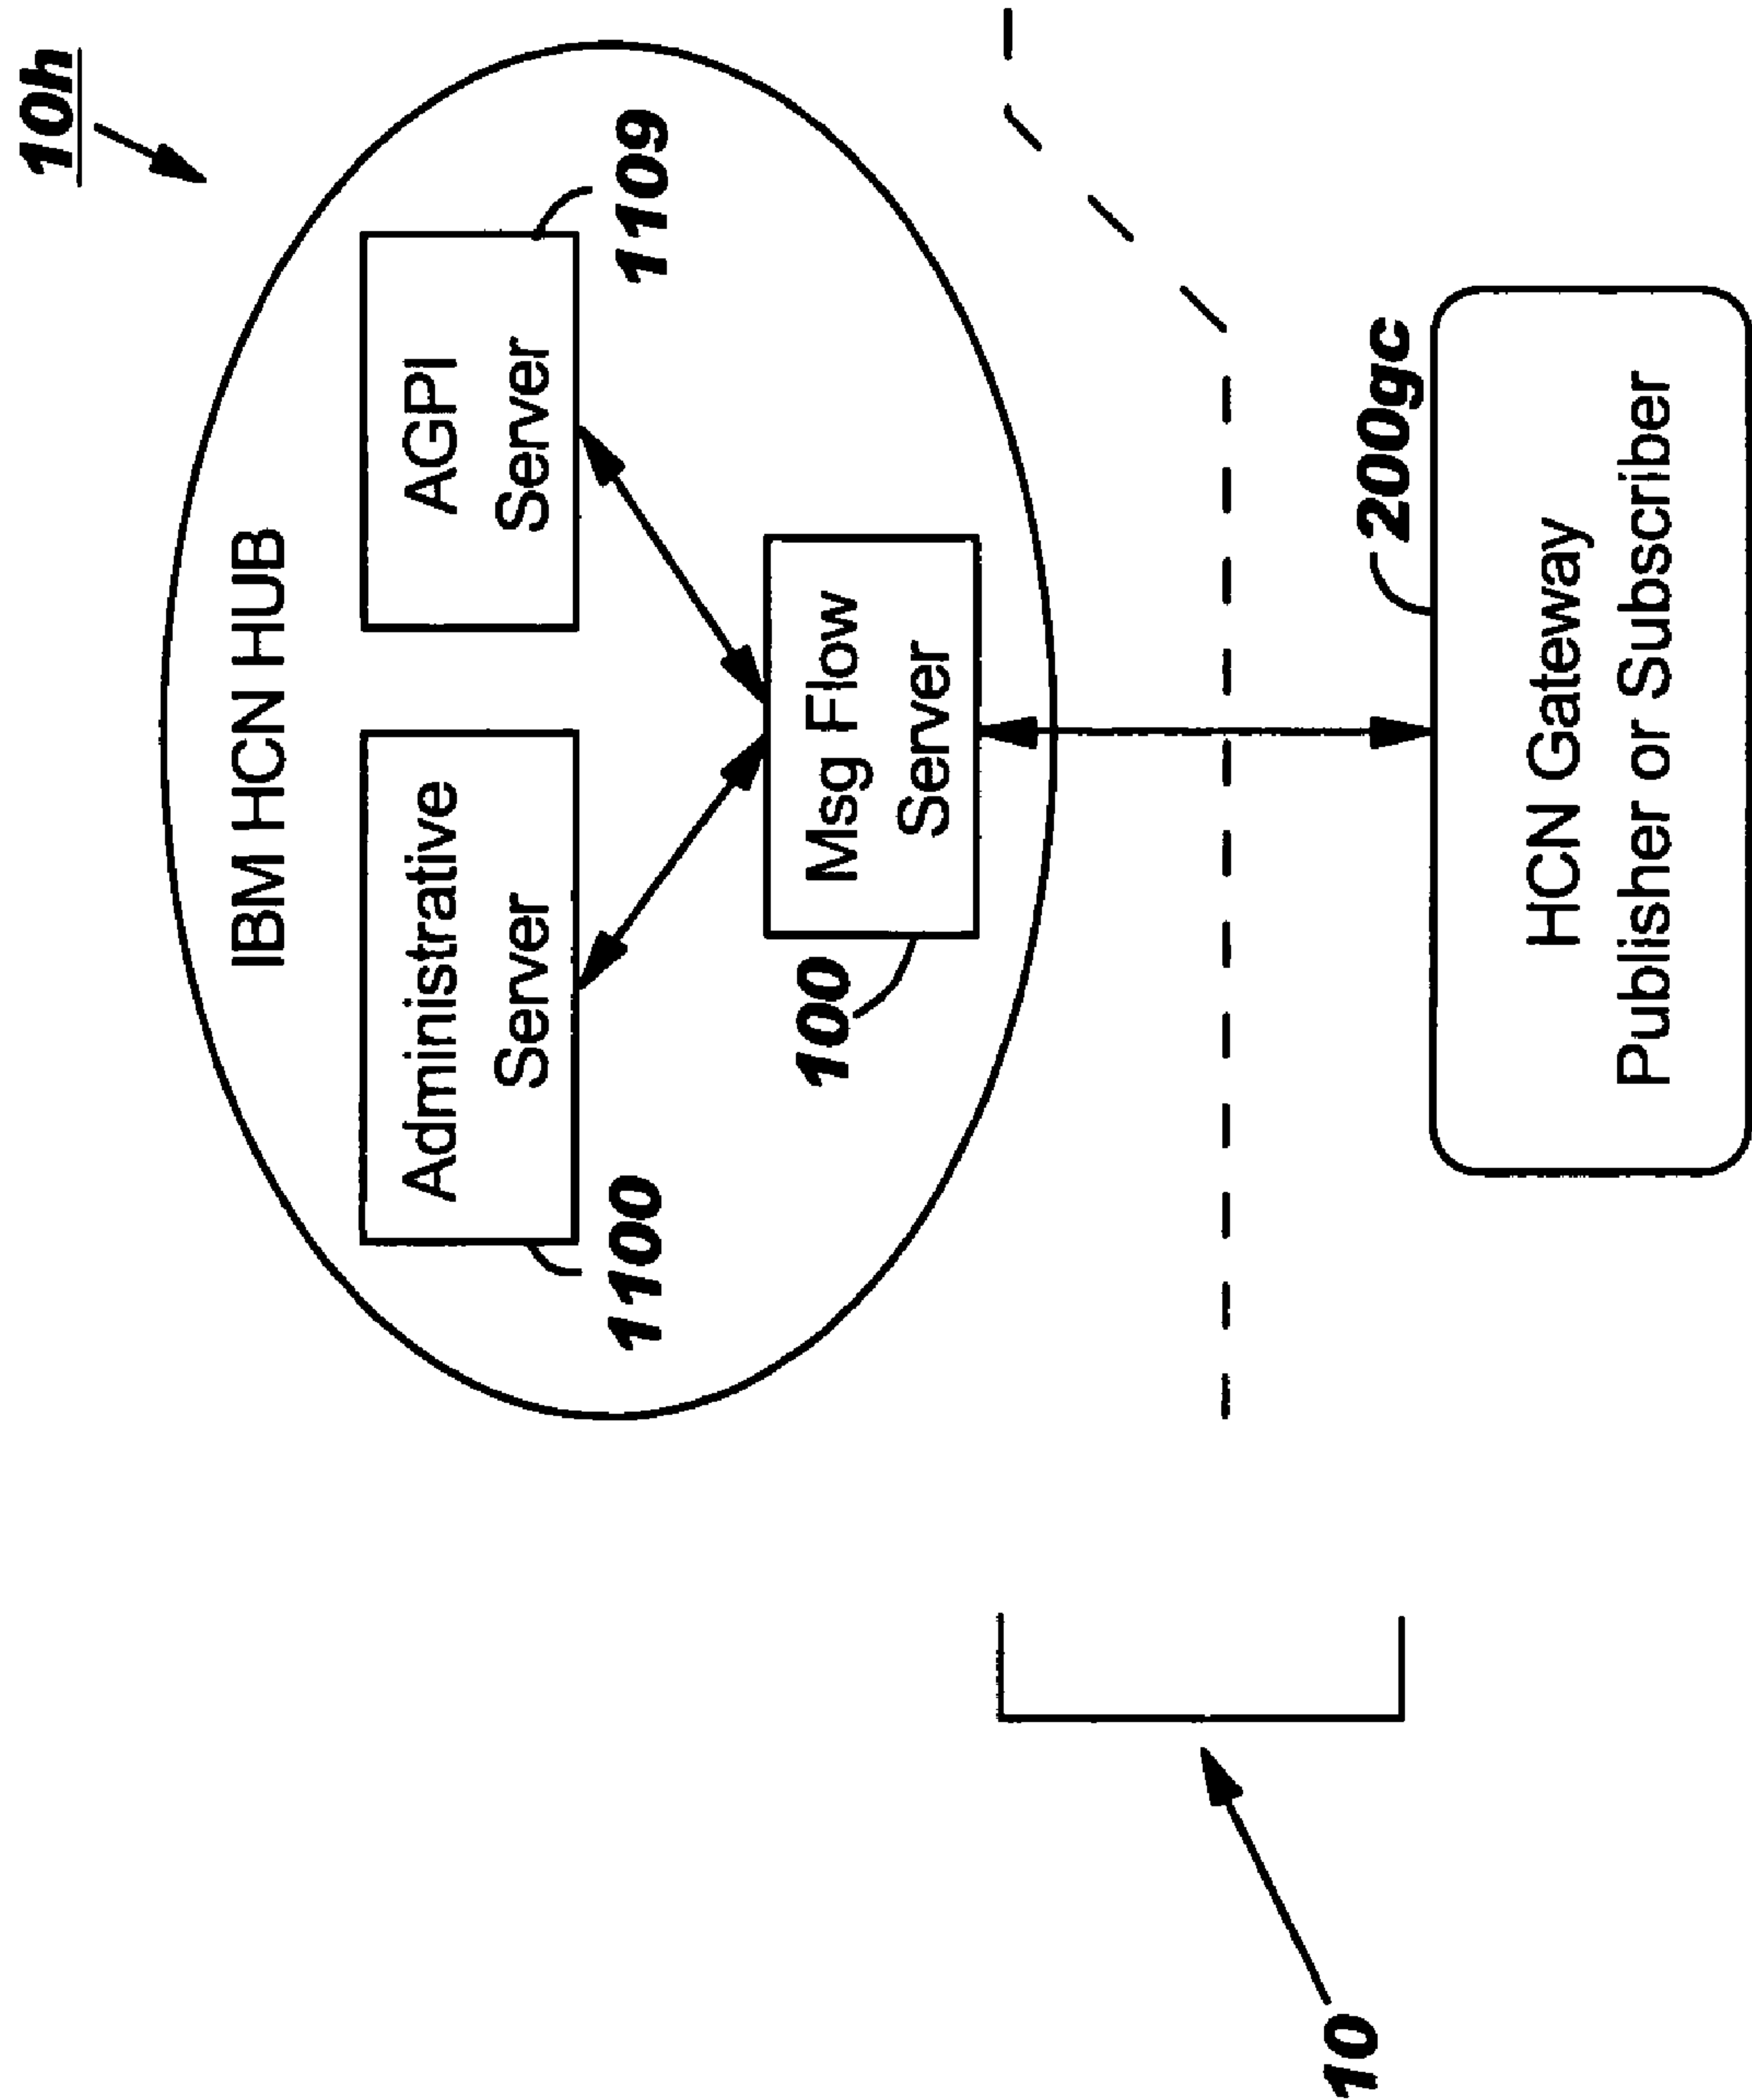 10h
IBM HCN HUB
Administrative
Server
AGPI
Server
1100
1109
Msg Flow
Server
100
200gc
HCN Gateway
Publisher or Subscriber
10